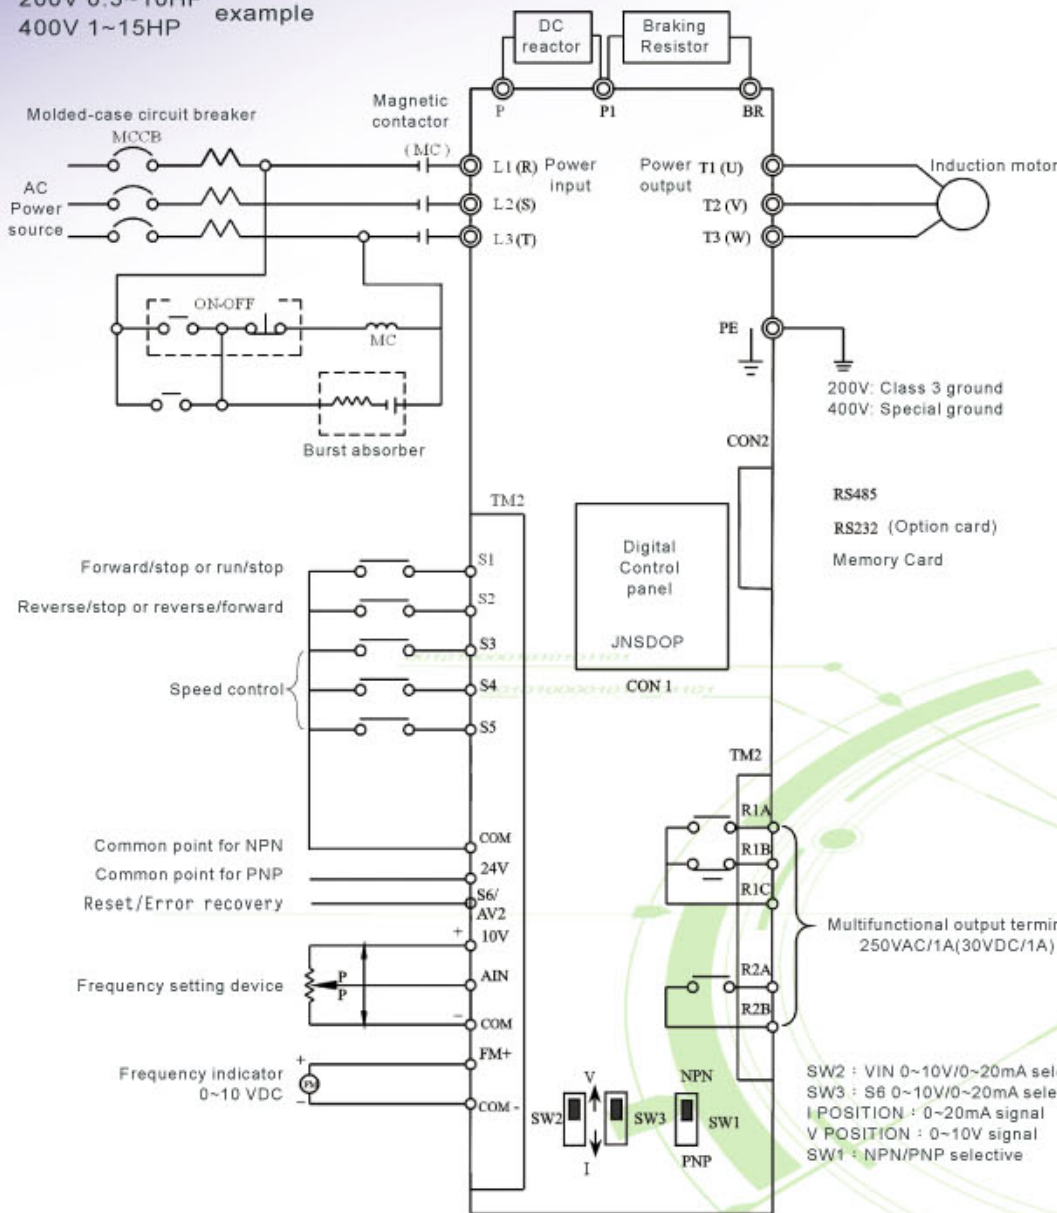 200V 0.5~10HP
400V 1~15HP
example
DC
reactor
Braking
Resistor
P
P1
BR
Molded-case circuit breaker
MCCB
Magnetic
contactor
(MC)
AC
Power
source
L1 (R)
L2 (S)
L3 (T)
Power
input
Power
output
T1 (U)
T2 (V)
T3 (W)
Induction motor
ON-OFF
MC
Burst absorber
PE
200V: Class 3 ground
400V: Special ground
CON2
RS485
RS232 (Option card)
Memory Card
TM2
Digital
Control
panel
JNSDOP
CON 1
Forward/stop or run/stop
S1
Reverse/stop or reverse/forward
S2
S3
Speed control
S4
S5
TM2
R1A
R1B
R1C
R2A
R2B
Multifunctional output termin
250VAC/1A(30VDC/1A)
Common point for NPN
COM
Common point for PNP
24V
Reset/Error recovery
S6/
AV2
+
10V
Frequency setting device
P
P
AIN
−
COM
Frequency indicator
0~10 VDC
+
FM
−
FM+
COM -
V
I
SW2
SW3
NPN
SW1
PNP
SW2 : VIN 0~10V/0~20mA sele
SW3 : S6 0~10V/0~20mA sele
I POSITION : 0~20mA signal
V POSITION : 0~10V signal
SW1 : NPN/PNP selective